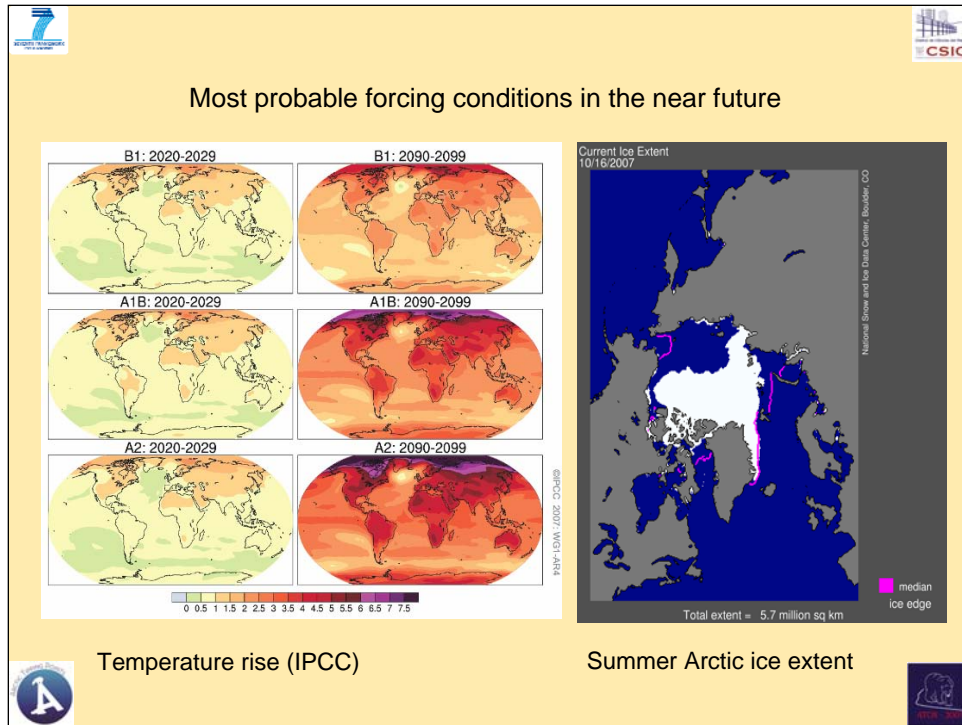 SEVENTH FRAMEWORK
CSIC
Most probable forcing conditions in the near future
B1: 2020-2029
B1: 2090-2099
A1B: 2020-2029
A1B: 2090-2099
A2: 2020-2029
A2: 2090-2099
©IPCC 2007: WG1-AR4
0 0.5 1 1.5 2 2.5 3 3.5 4 4.5 5 5.5 6 6.5 7 7.5
Current Ice Extent
10/16/2007
National Snow and Ice Data Center, Boulder, CO
median
ice edge
Total extent = 5.7 million sq km
Temperature rise (IPCC)
Summer Arctic ice extent
A